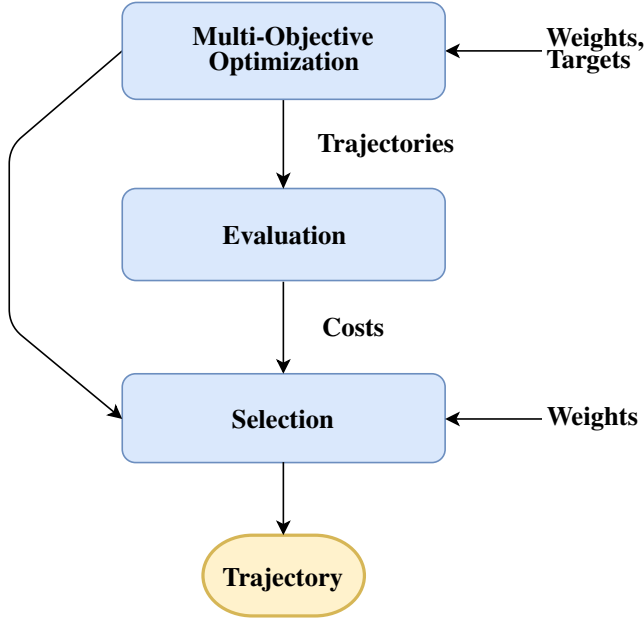 Multi-Objective
Optimization
Weights,
Targets
Trajectories
Evaluation
Costs
Selection
Weights
Trajectory